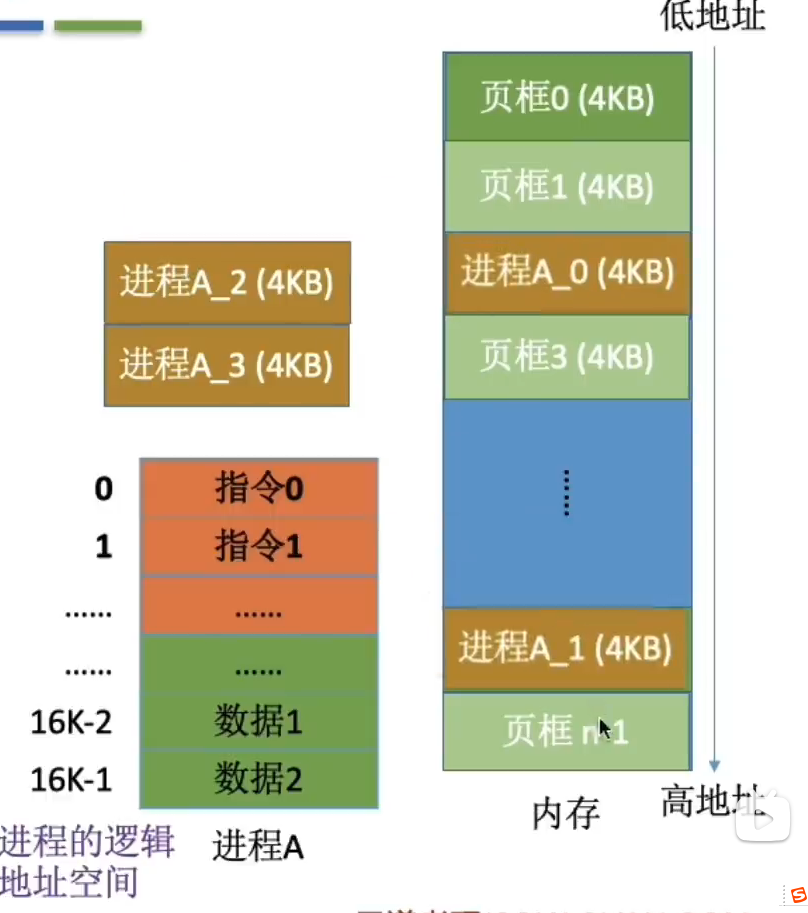 低地址
页框0 (4KB)
页框1 (4KB)
进程A_0 (4KB)
页框3 (4KB)
……
进程A_1 (4KB)
页框 n-1
内存
高地址
进程A_2 (4KB)
进程A_3 (4KB)
0 指令0
1 指令1
…… ……
…… ……
16K-2 数据1
16K-1 数据2
进程的逻辑
地址空间
进程A